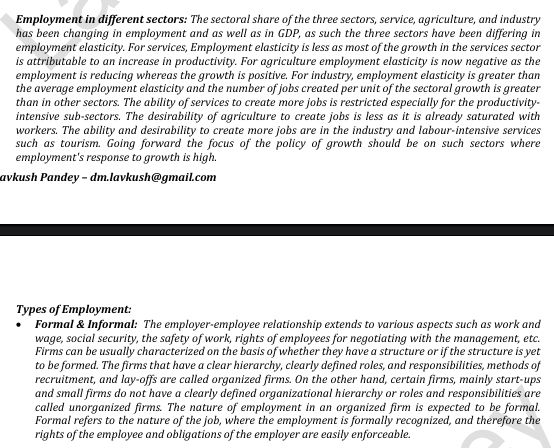 Employment in different sectors: The sectoral share of the three sectors, service, agriculture, and industry
has been changing in employment and as well as in GDP, as such the three sectors have been differing in
employment elasticity. For services, Employment elasticity is less as most of the growth in the services sector
is attributable to an increase in productivity. For agriculture employment elasticity is now negative as the
employment is reducing whereas the growth is positive. For industry, employment elasticity is greater than
the average employment elasticity and the number of jobs created per unit of the sectoral growth is greater
than in other sectors. The ability of services to create more jobs is restricted especially for the productivity-
intensive sub-sectors. The desirability of agriculture to create jobs is less as it is already saturated with
workers. The ability and desirability to create more jobs are in the industry and labour-intensive services
such as tourism. Going forward the focus of the policy of growth should be on such sectors where
employment's response to growth is high.
avkush Pandey – dm.lavkush@gmail.com
Types of Employment:
• Formal & Informal: The employer-employee relationship extends to various aspects such as work and
wage, social security, the safety of work, rights of employees for negotiating with the management, etc.
Firms can be usually characterized on the basis of whether they have a structure or if the structure is yet
to be formed. The firms that have a clear hierarchy, clearly defined roles, and responsibilities, methods of
recruitment, and lay-offs are called organized firms. On the other hand, certain firms, mainly start-ups
and small firms do not have a clearly defined organizational hierarchy or roles and responsibilities are
called unorganized firms. The nature of employment in an organized firm is expected to be formal.
Formal refers to the nature of the job, where the employment is formally recognized, and therefore the
rights of the employee and obligations of the employer are easily enforceable.